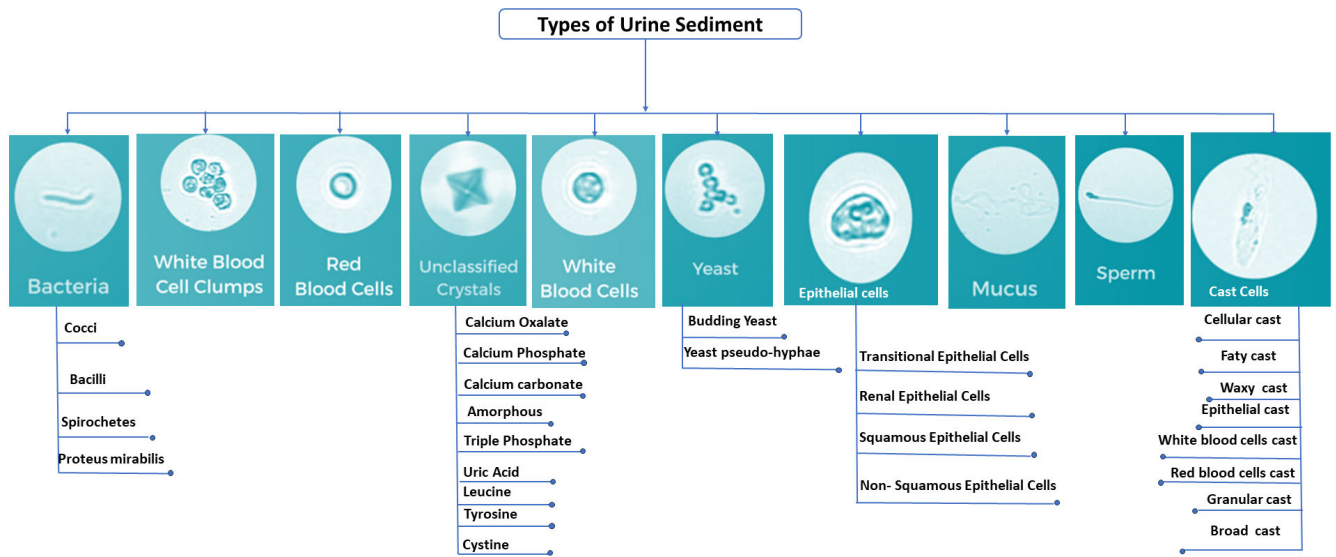 Types of Urine Sediment
Bacteria
White Blood
Cell Clumps
Red
Blood Cells
Unclassified
Crystals
White
Blood Cells
Yeast
Epithelial cells
Mucus
Sperm
Cast Cells
Cocci
Bacilli
Spirochetes
Proteus mirabilis
Calcium Oxalate
Calcium Phosphate
Calcium carbonate
Amorphous
Triple Phosphate
Uric Acid
Leucine
Tyrosine
Cystine
Budding Yeast
Yeast pseudo-hyphae
Transitional Epithelial Cells
Renal Epithelial Cells
Squamous Epithelial Cells
Non- Squamous Epithelial Cells
Cellular cast
Faty cast
Waxy cast
Epithelial cast
White blood cells cast
Red blood cells cast
Granular cast
Broad cast